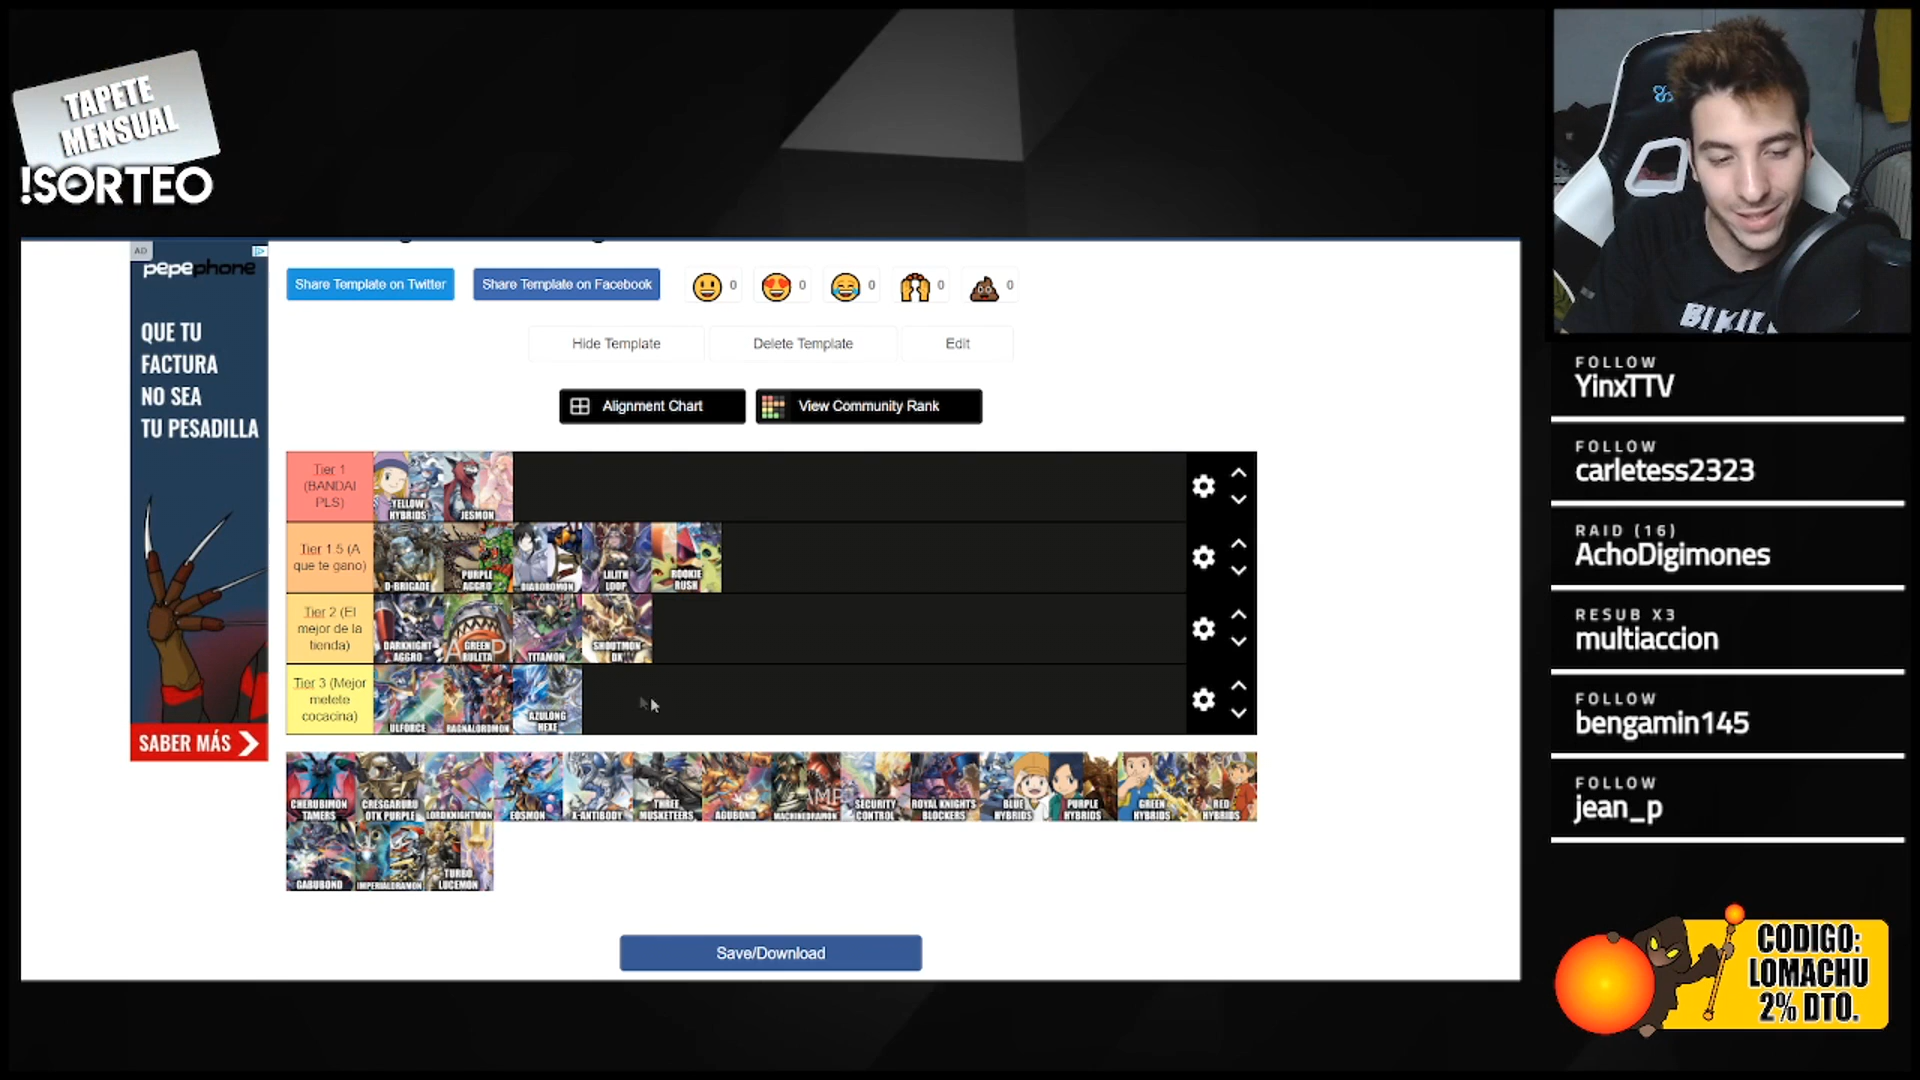 TAPETE
MENSUAL
!SORTEO
AD
pepephone
QUE TU
FACTURA
NO SEA
TU PESADILLA
SABER MÁS
Share Template on Twitter
Share Template on Facebook
0
0
0
0
0
Hide Template
Delete Template
Edit
Alignment Chart
View Community Rank
Tier 1
(BANDAI
PLS)
YELLOW
HYBRIDS
JESMON
Tier 1.5 (A
que te gano)
D-BRIGADE
PURPLE
AGGRO
DIABOROMON
LILITH
LOOP
ROOKIE
RUSH
Tier 2 (El
mejor de la
tienda)
DARKNIGHT
AGGRO
GREEN
RULETA
TITAMON
SHOUTMON
DX
Tier 3 (Mejor
metete
cocacina)
ULFORCE
RAGNALORDMON
AZULONG
HEXE
CHERUBIMON
TAMERS
CRESGARURU
OTK PURPLE
LORDKNIGHTMON
EOSMON
X-ANTIBODY
THREE
MUSKETEERS
AGUBOND
MACHINEDRAMON
SECURITY
CONTROL
ROYAL KNIGHTS
BLOCKERS
BLUE
HYBRIDS
PURPLE
HYBRIDS
GREEN
HYBRIDS
RED
HYBRIDS
GABUBOND
IMPERIALDRAMON
TURBO
LUCEMON
Save/Download
FOLLOW
YinxTTV
FOLLOW
carletess2323
RAID (16)
AchoDigimones
RESUB X3
multiaccion
FOLLOW
bengamin145
FOLLOW
jean_p
CODIGO:
LOMACHU
2% DTO.